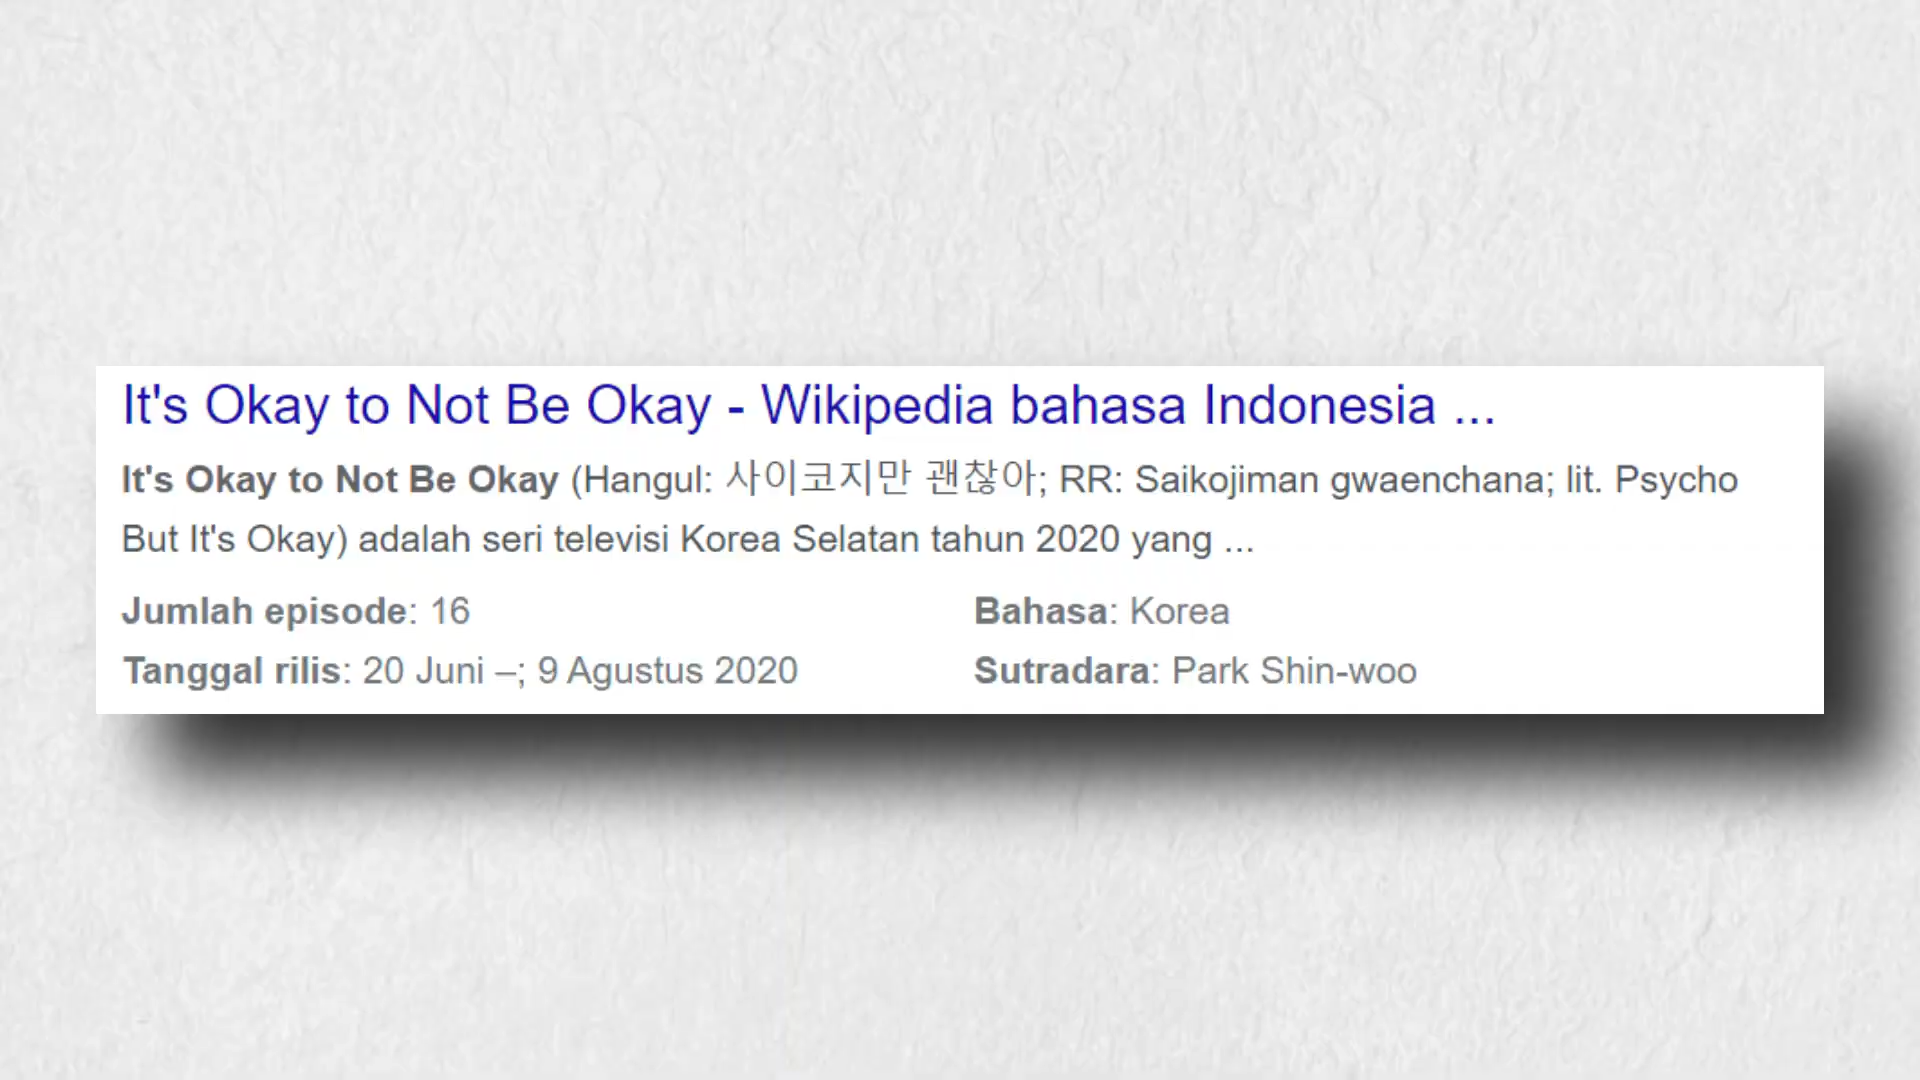 It's Okay to Not Be Okay - Wikipedia bahasa Indonesia ...
It's Okay to Not Be Okay (Hangul: 사이코지만 괜찮아; RR: Saikojiman gwaenchana; lit. Psycho
But It's Okay) adalah seri televisi Korea Selatan tahun 2020 yang ...
Jumlah episode: 16 Bahasa: Korea
Tanggal rilis: 20 Juni –; 9 Agustus 2020 Sutradara: Park Shin-woo